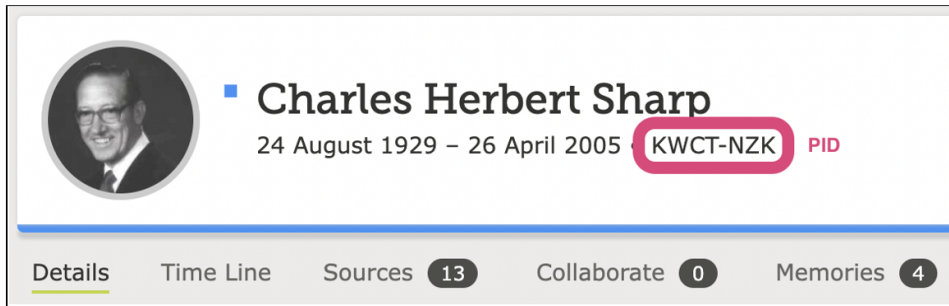 Charles Herbert Sharp
24 August 1929 – 26 April 2005 • KWCT-NZK PID
Details Time Line Sources 13 Collaborate 0 Memories 4